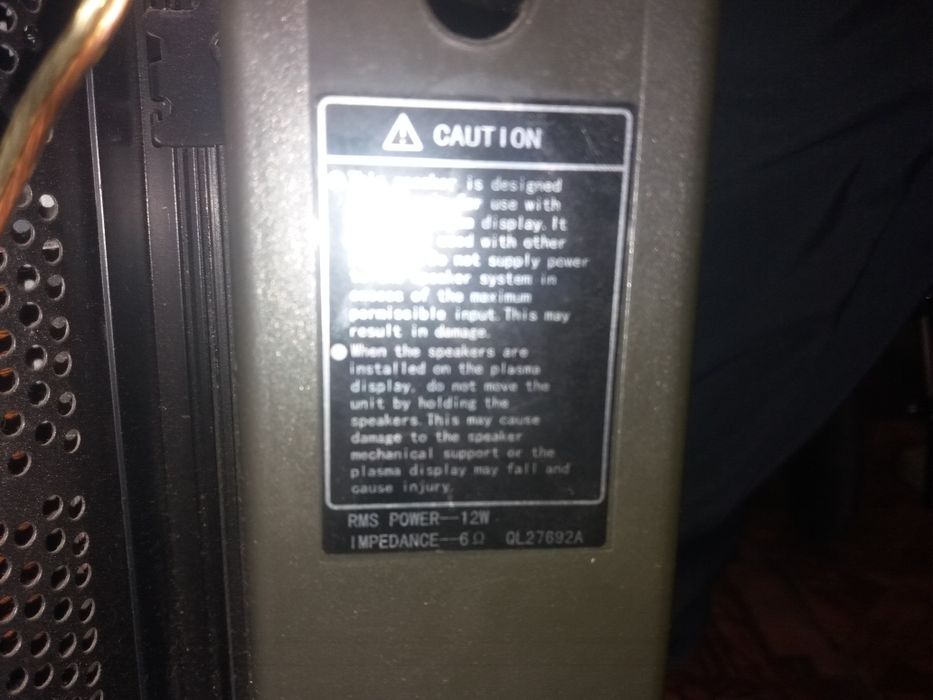 CAUTION
is designed
use with
display. It
used with other
do not supply power
speaker system in
excess of the maximum
permissible input. This may
result in damage.
When the speakers are
installed on the plasma
display, do not move the
unit by holding the
speakers. This may cause
damage to the speaker
mechanical support or the
plasma display may fall and
cause injury.
RMS POWER--12W
IMPEDANCE--6Ω QL27692A